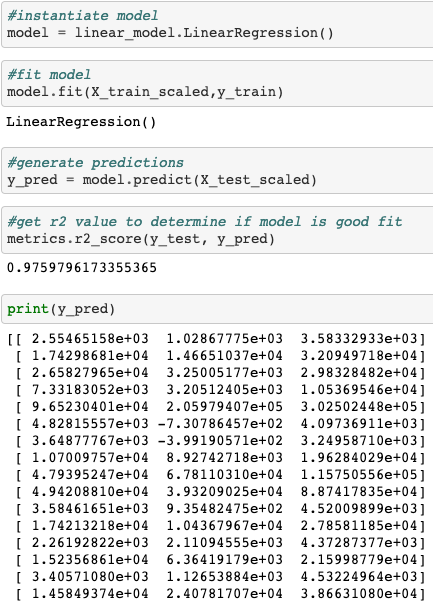 #instantiate model
model = linear_model.LinearRegression()
#fit model
model.fit(X_train_scaled,y_train)
LinearRegression()
#generate predictions
y_pred = model.predict(X_test_scaled)
#get r2 value to determine if model is good fit
metrics.r2_score(y_test, y_pred)
0.9759796173355365
print(y_pred)
[[ 2.55465158e+03  1.02867775e+03  3.58332933e+03]
 [ 1.74298681e+04  1.46651037e+04  3.20949718e+04]
 [ 2.65827965e+04  3.25005177e+03  2.98328482e+04]
 [ 7.33183052e+03  3.20512405e+03  1.05369546e+04]
 [ 9.65230401e+04  2.05979407e+05  3.02502448e+05]
 [ 4.82815557e+03 -7.30786457e+02  4.09736911e+03]
 [ 3.64877767e+03 -3.99190571e+02  3.24958710e+03]
 [ 1.07009757e+04  8.92742718e+03  1.96284029e+04]
 [ 4.79395247e+04  6.78110310e+04  1.15750556e+05]
 [ 4.94208810e+04  3.93209025e+04  8.87417835e+04]
 [ 3.58461651e+03  9.35482475e+02  4.52009899e+03]
 [ 1.74213218e+04  1.04367967e+04  2.78581185e+04]
 [ 2.26192822e+03  2.11094555e+03  4.37287377e+03]
 [ 1.52356861e+04  6.36419179e+03  2.15998779e+04]
 [ 3.40571080e+03  1.12653884e+03  4.53224964e+03]
 [ 1.45849374e+04  2.40781707e+04  3.86631080e+04]